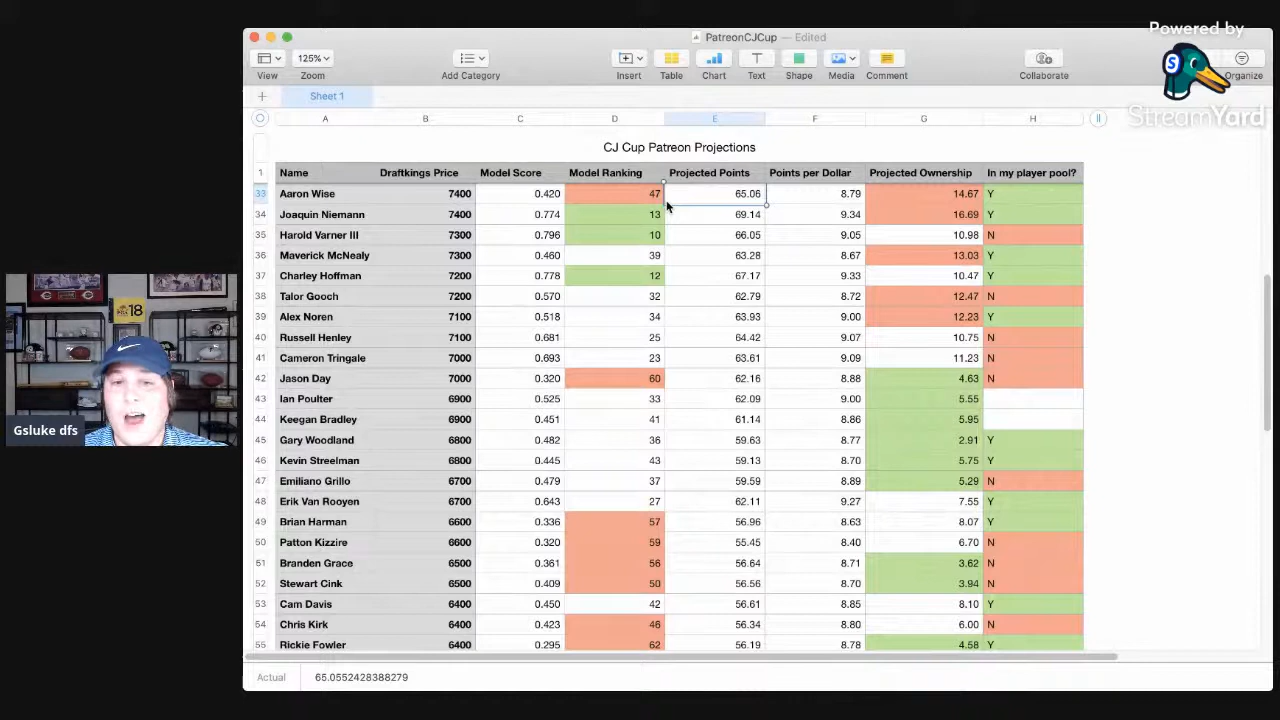 Powered by
StreamYard
PatreonCJCup — Edited
125%
View Zoom Add Category Insert Table Chart Text Shape Media Comment Collaborate Organize
Sheet 1
A B C D E F G H
CJ Cup Patreon Projections
1 Name Draftkings Price Model Score Model Ranking Projected Points Points per Dollar Projected Ownership In my player pool?
33 Aaron Wise 7400 0.420 47 65.06 8.79 14.67 Y
34 Joaquin Niemann 7400 0.774 13 69.14 9.34 16.69 Y
35 Harold Varner III 7300 0.796 10 66.05 9.05 10.98 N
36 Maverick McNealy 7300 0.460 39 63.28 8.67 13.03 Y
37 Charley Hoffman 7200 0.778 12 67.17 9.33 10.47 Y
38 Talor Gooch 7200 0.570 32 62.79 8.72 12.47 N
39 Alex Noren 7100 0.518 34 63.93 9.00 12.23 Y
40 Russell Henley 7100 0.681 25 64.42 9.07 10.75 N
41 Cameron Tringale 7000 0.693 23 63.61 9.09 11.23 N
42 Jason Day 7000 0.320 60 62.16 8.88 4.63 N
43 Ian Poulter 6900 0.525 33 62.09 9.00 5.55
44 Keegan Bradley 6900 0.451 41 61.14 8.86 5.95
45 Gary Woodland 6800 0.482 36 59.63 8.77 2.91 Y
46 Kevin Streelman 6800 0.445 43 59.13 8.70 5.75 Y
47 Emiliano Grillo 6700 0.479 37 59.59 8.89 5.29 N
48 Erik Van Rooyen 6700 0.643 27 62.11 9.27 7.55 Y
49 Brian Harman 6600 0.336 57 56.96 8.63 8.07 Y
50 Patton Kizzire 6600 0.320 59 55.45 8.40 6.70 N
51 Branden Grace 6500 0.361 56 56.64 8.71 3.62 N
52 Stewart Cink 6500 0.409 50 56.56 8.70 3.94 N
53 Cam Davis 6400 0.450 42 56.61 8.85 8.10 Y
54 Chris Kirk 6400 0.423 46 56.34 8.80 6.00 N
55 Rickie Fowler 6400 0.295 62 56.19 8.78 4.58 Y
Actual 65.0552428388279
18
Gsluke dfs